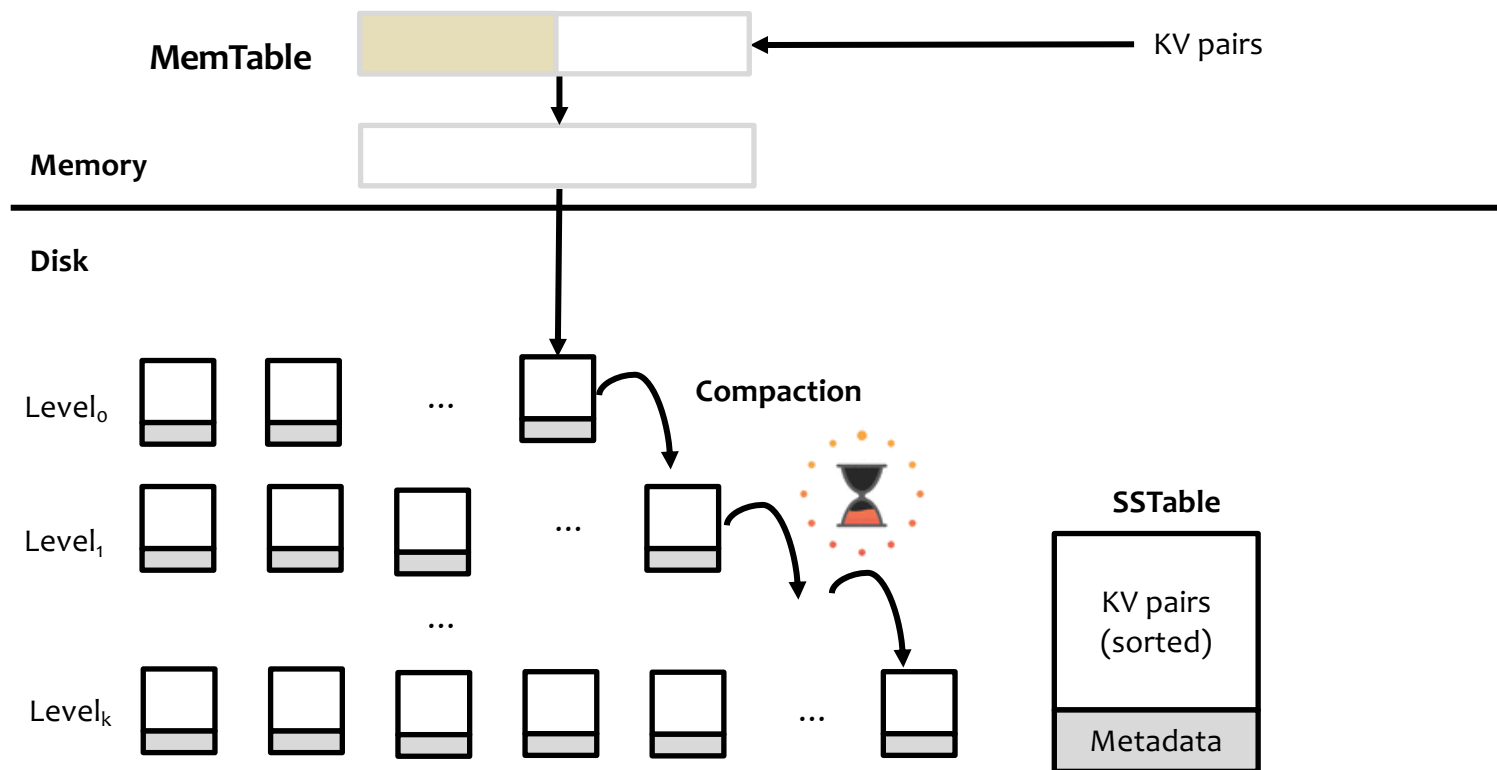 MemTable
KV pairs
Memory
Disk
Level₀
...
Compaction
Level₁
...
SSTable
KV pairs
(sorted)
...
Levelₖ
...
Metadata